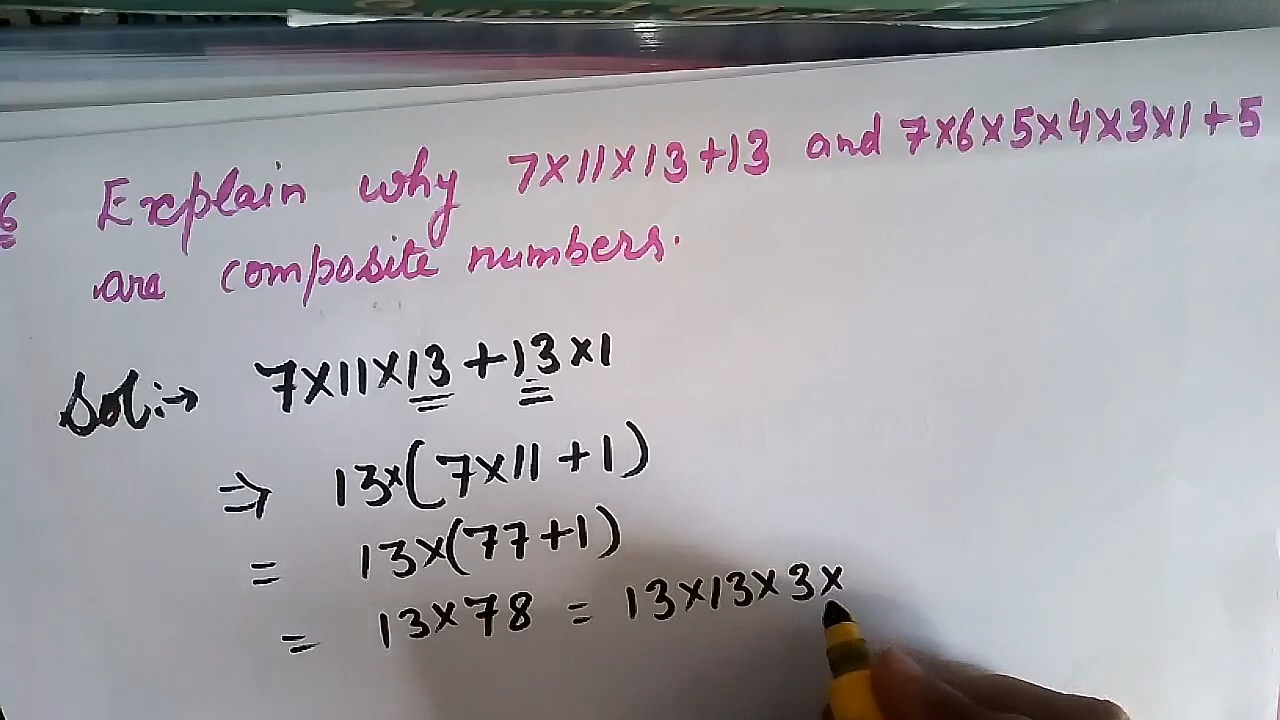 6 Explain why 7×11×13+13 and 7×6×5×4×3×1+5
are composite numbers.
Sol:→ 7×11×13+13×1
⇒ 13×(7×11+1)
= 13×(77+1)
= 13×78 = 13×13×3×